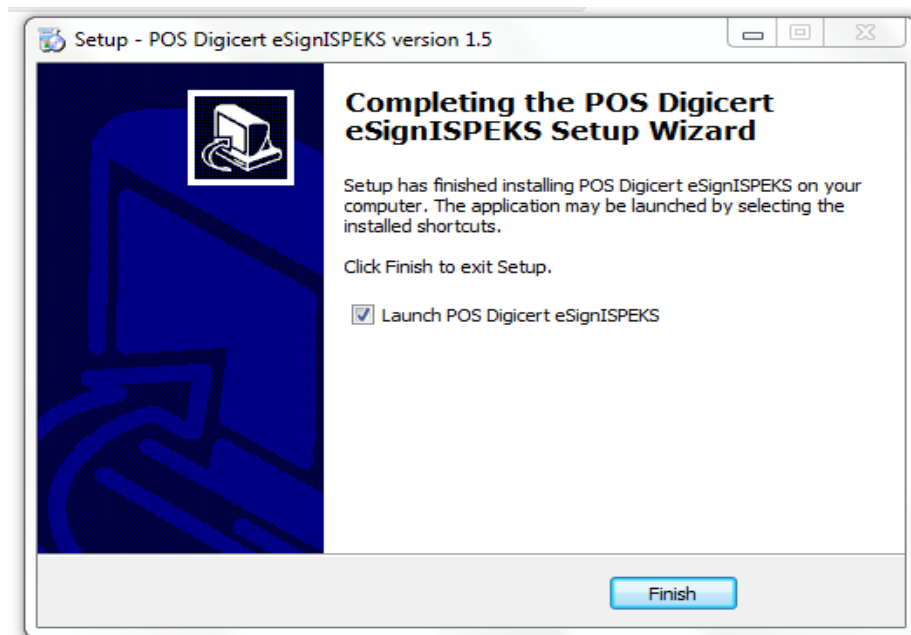 Setup - POS Digicert eSignISPEKS version 1.5
Completing the POS Digicert
eSignISPEKS Setup Wizard
Setup has finished installing POS Digicert eSignISPEKS on your
computer. The application may be launched by selecting the
installed shortcuts.
Click Finish to exit Setup.
Launch POS Digicert eSignISPEKS
Finish